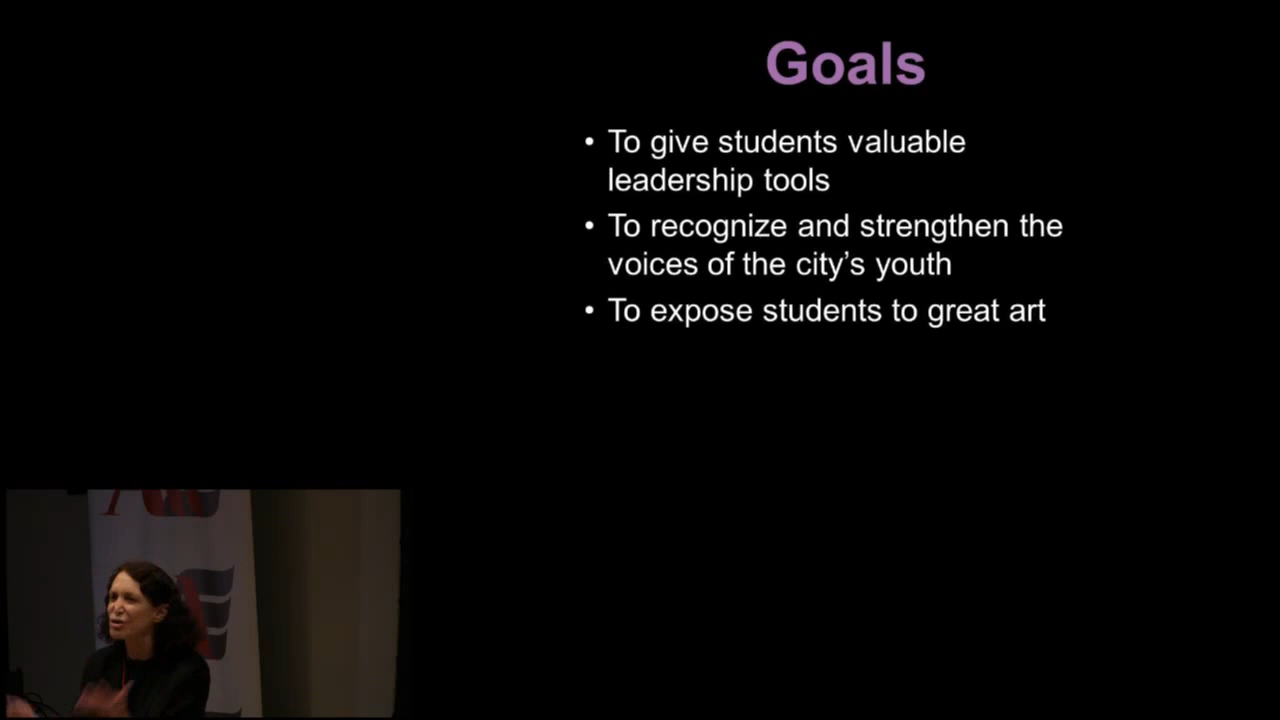 Goals
• To give students valuable
leadership tools
• To recognize and strengthen the
voices of the city's youth
• To expose students to great art